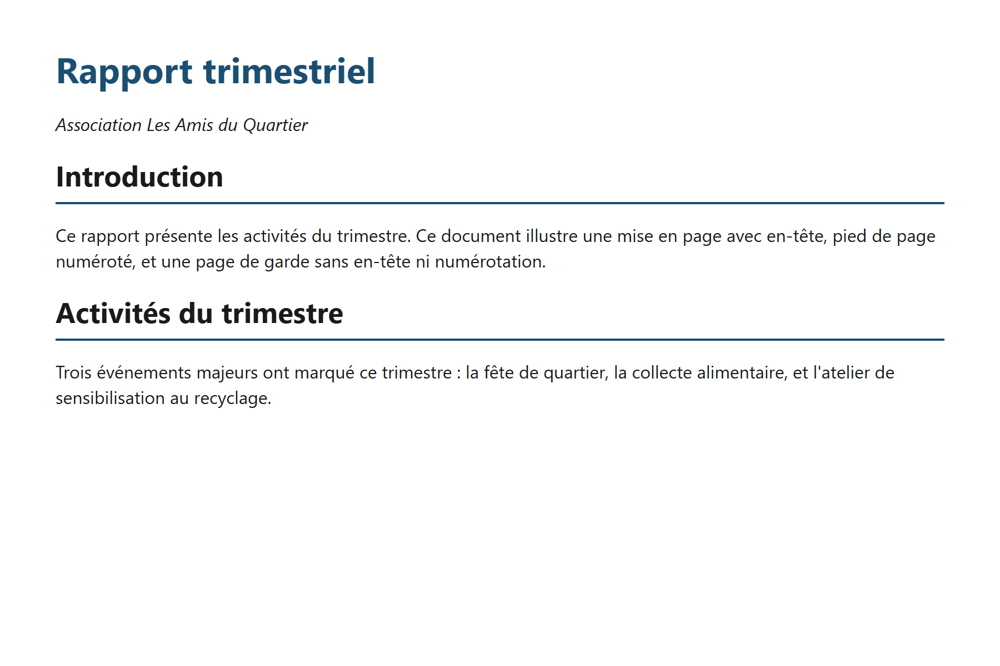 Rapport trimestriel
Association Les Amis du Quartier
Introduction
Ce rapport présente les activités du trimestre. Ce document illustre une mise en page avec en-tête, pied de page
numéroté, et une page de garde sans en-tête ni numérotation.
Activités du trimestre
Trois événements majeurs ont marqué ce trimestre : la fête de quartier, la collecte alimentaire, et l'atelier de
sensibilisation au recyclage.